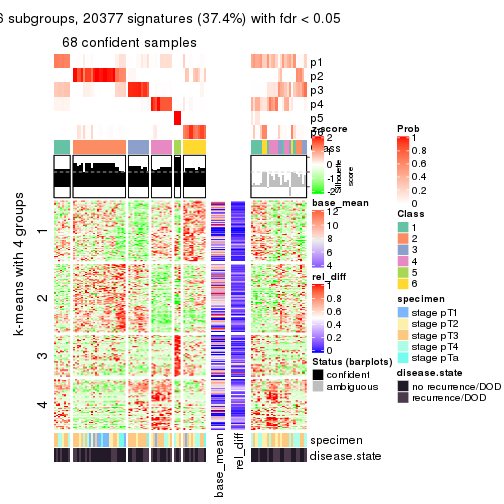 6 subgroups, 20377 signatures (37.4%) with fdr < 0.05
68 confident samples
p1
p2
p3
p4
p5
p6
Class
Silhouette
score
k-means with 4 groups
1
2
3
4
base_mean
rel_diff
specimen
disease.state
z-score
2
1
0
-1
-2
base_mean
12
10
8
6
4
rel_diff
1
0.8
0.6
0.4
0.2
0
Status (barplots)
confident
ambiguous
Prob
1
0.8
0.6
0.4
0.2
0
Class
1
2
3
4
5
6
specimen
stage pT1
stage pT2
stage pT3
stage pT4
stage pTa
disease.state
no recurrence/DOD
recurrence/DOD